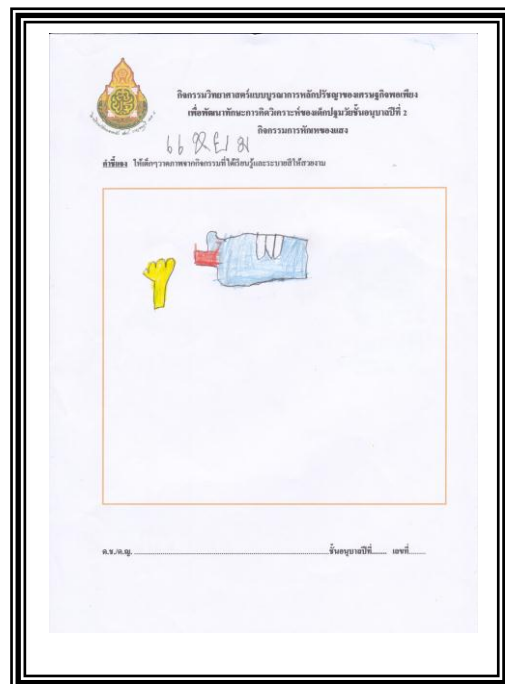 กิจกรรมวิทยาศาสตร์แบบบูรณาการหลักปรัชญาของเศรษฐกิจพอเพียง
เพื่อพัฒนาทักษะการคิดวิเคราะห์ของเด็กปฐมวัยชั้นอนุบาลปีที่ 2
กิจกรรมการหักเหของแสง
คำชี้แจง ให้เด็กๆวาดภาพจากกิจกรรมที่ได้เรียนรู้และระบายสีให้สวยงาม
ด.ช./ด.ญ. ............................................................ชั้นอนุบาลปีที่....... เลขที่.........